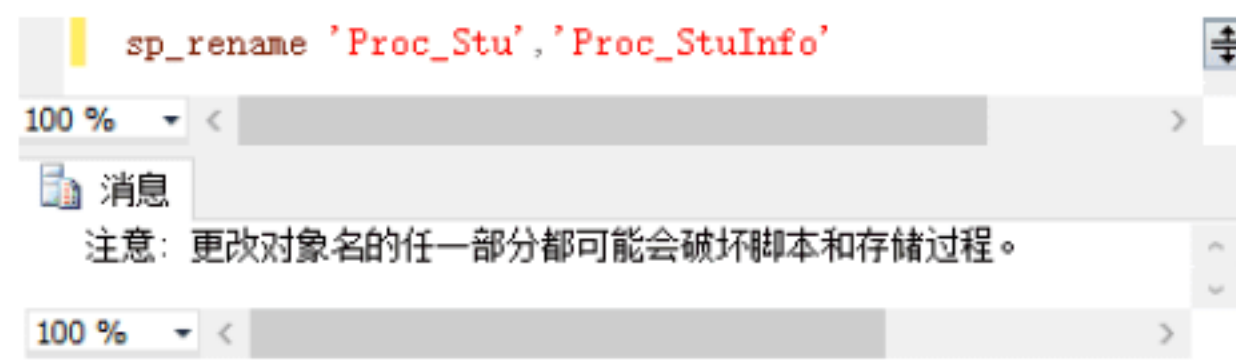 sp_rename 'Proc_Stu','Proc_StuInfo'
100 %
消息
注意: 更改对象名的任一部分都可能会破坏脚本和存储过程。
100 %